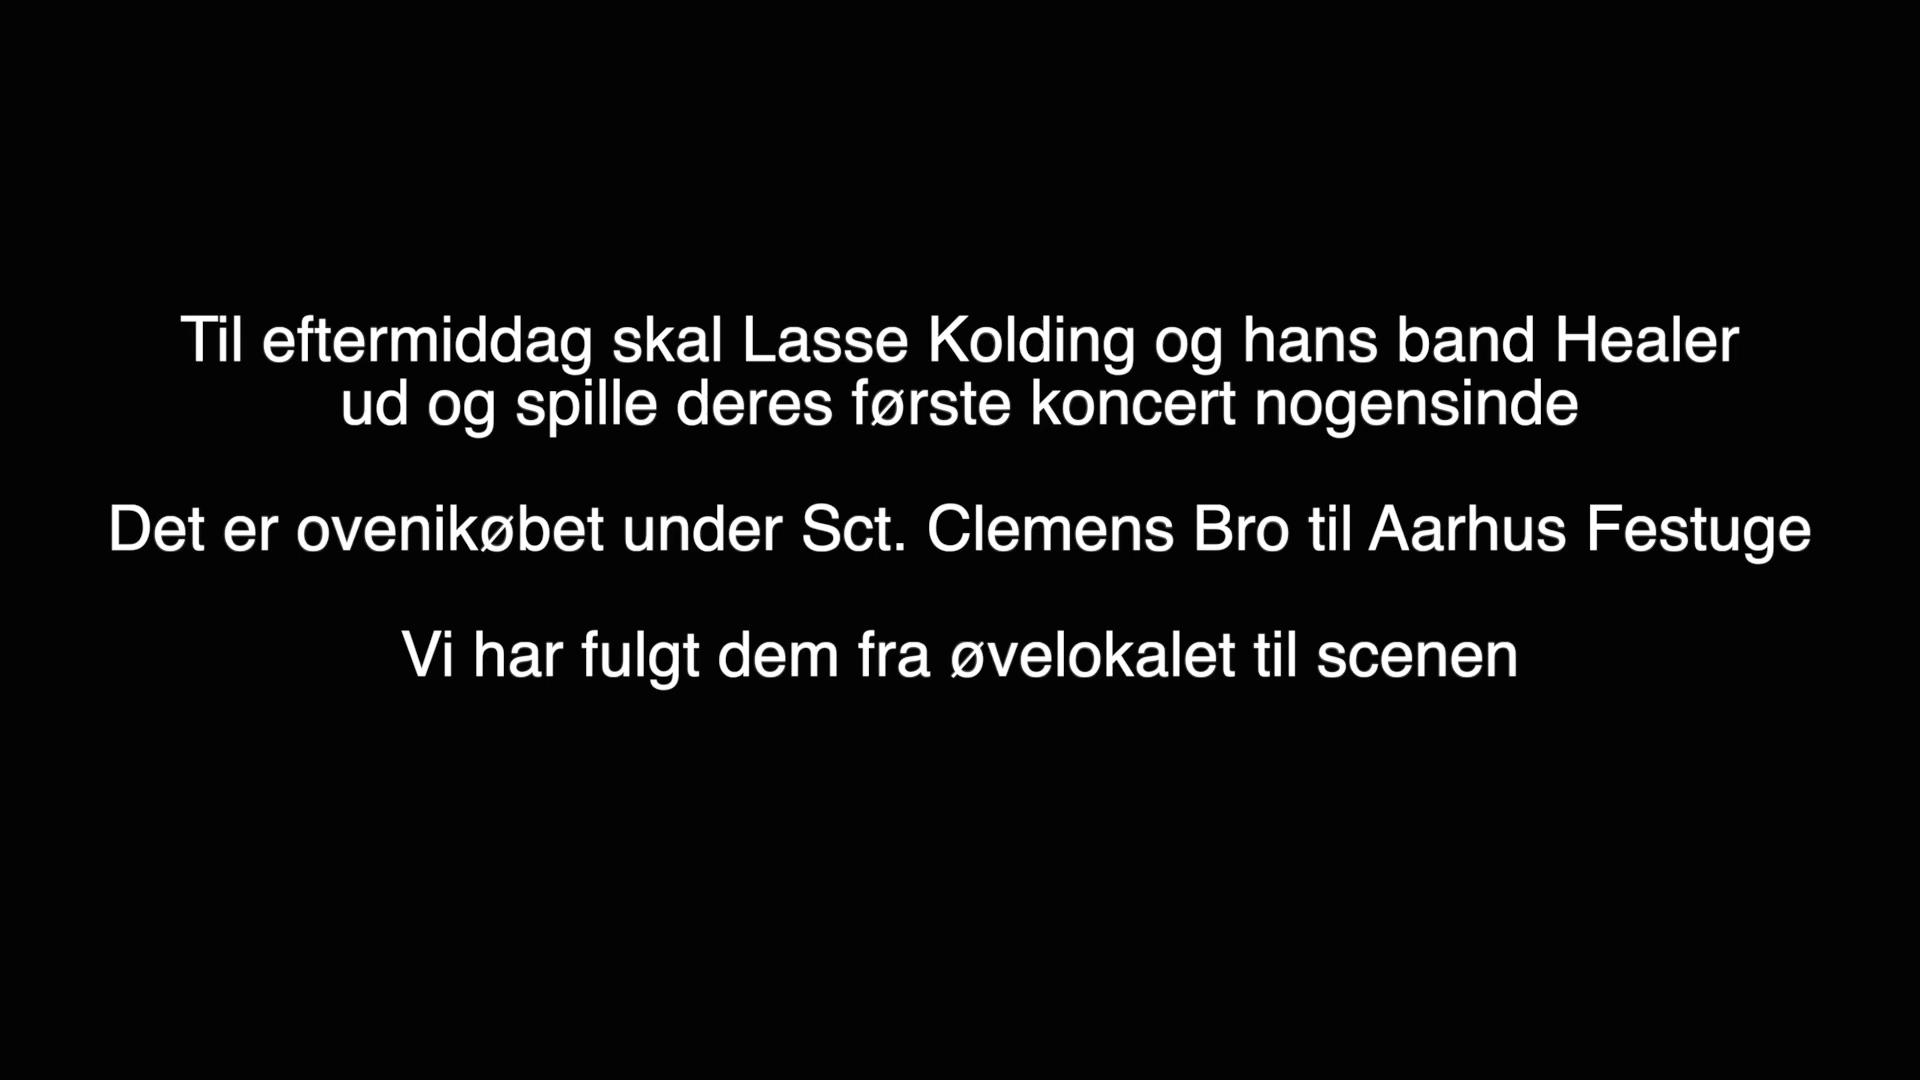 Til eftermiddag skal Lasse Kolding og hans band Healer
ud og spille deres første koncert nogensinde
Det er ovenikøbet under Sct. Clemens Bro til Aarhus Festuge
Vi har fulgt dem fra øvelokalet til scenen